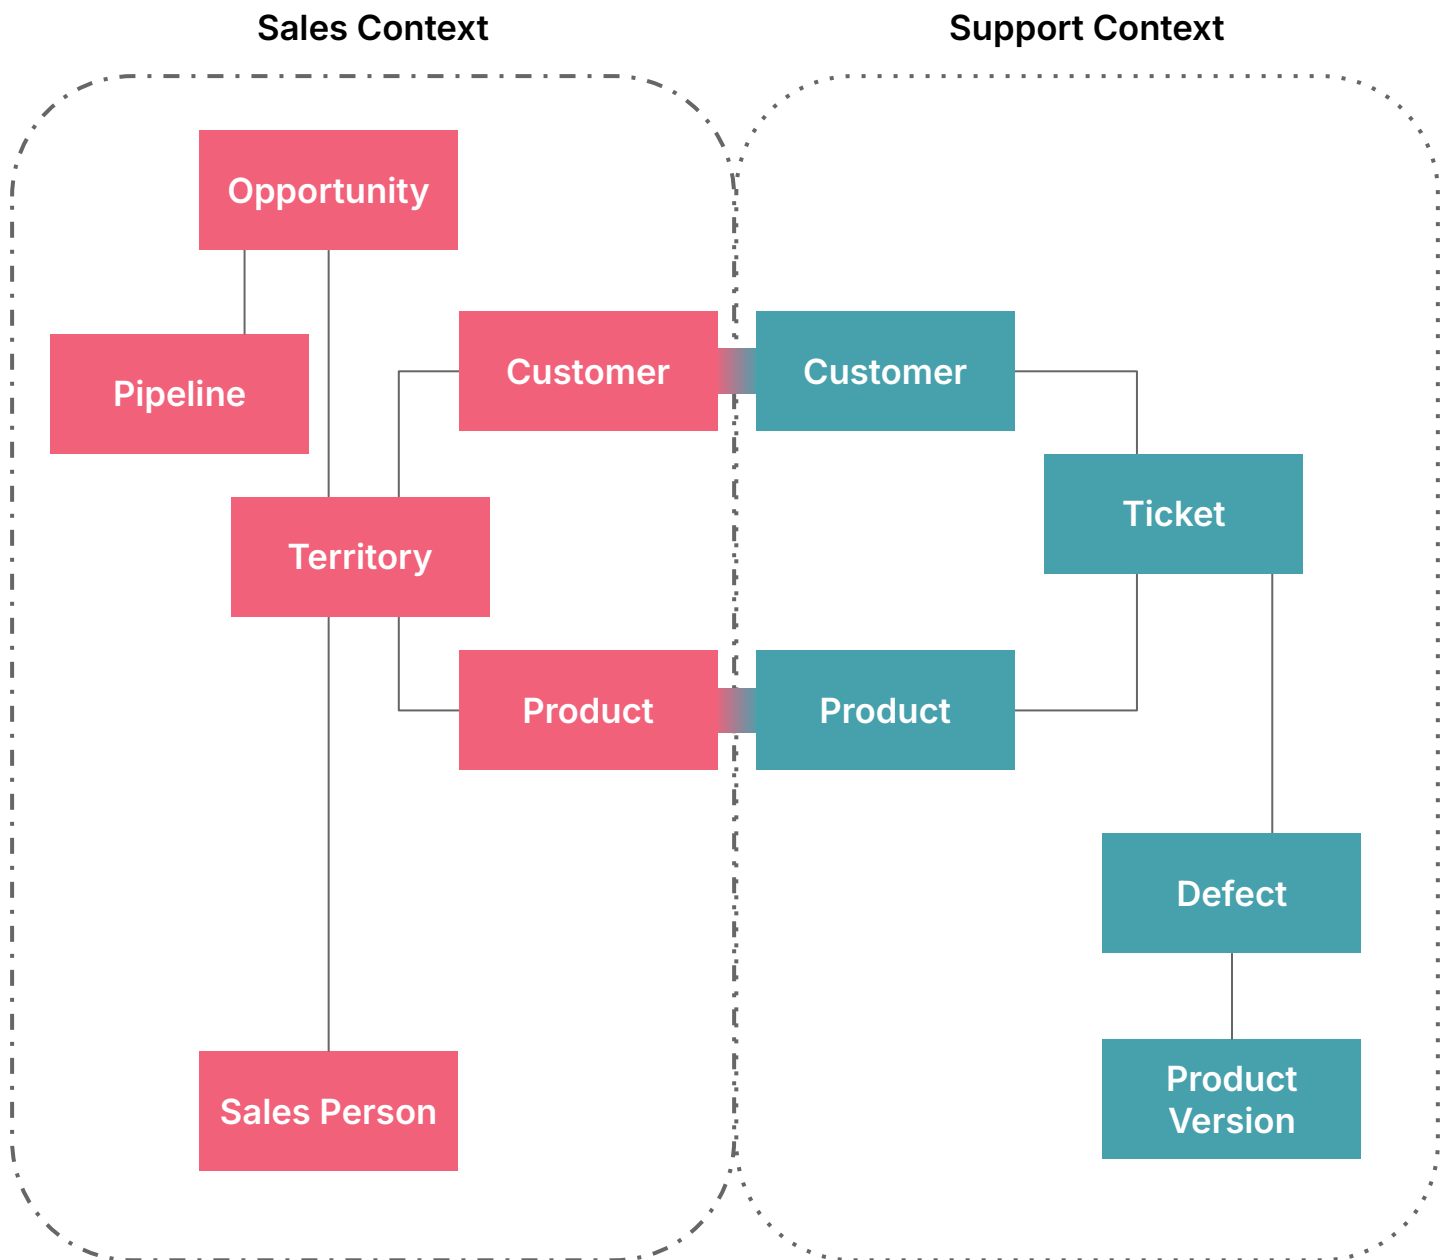 Sales Context
Support Context
Opportunity
Pipeline
Customer
Customer
Ticket
Territory
Product
Product
Defect
Sales Person
Product
Version